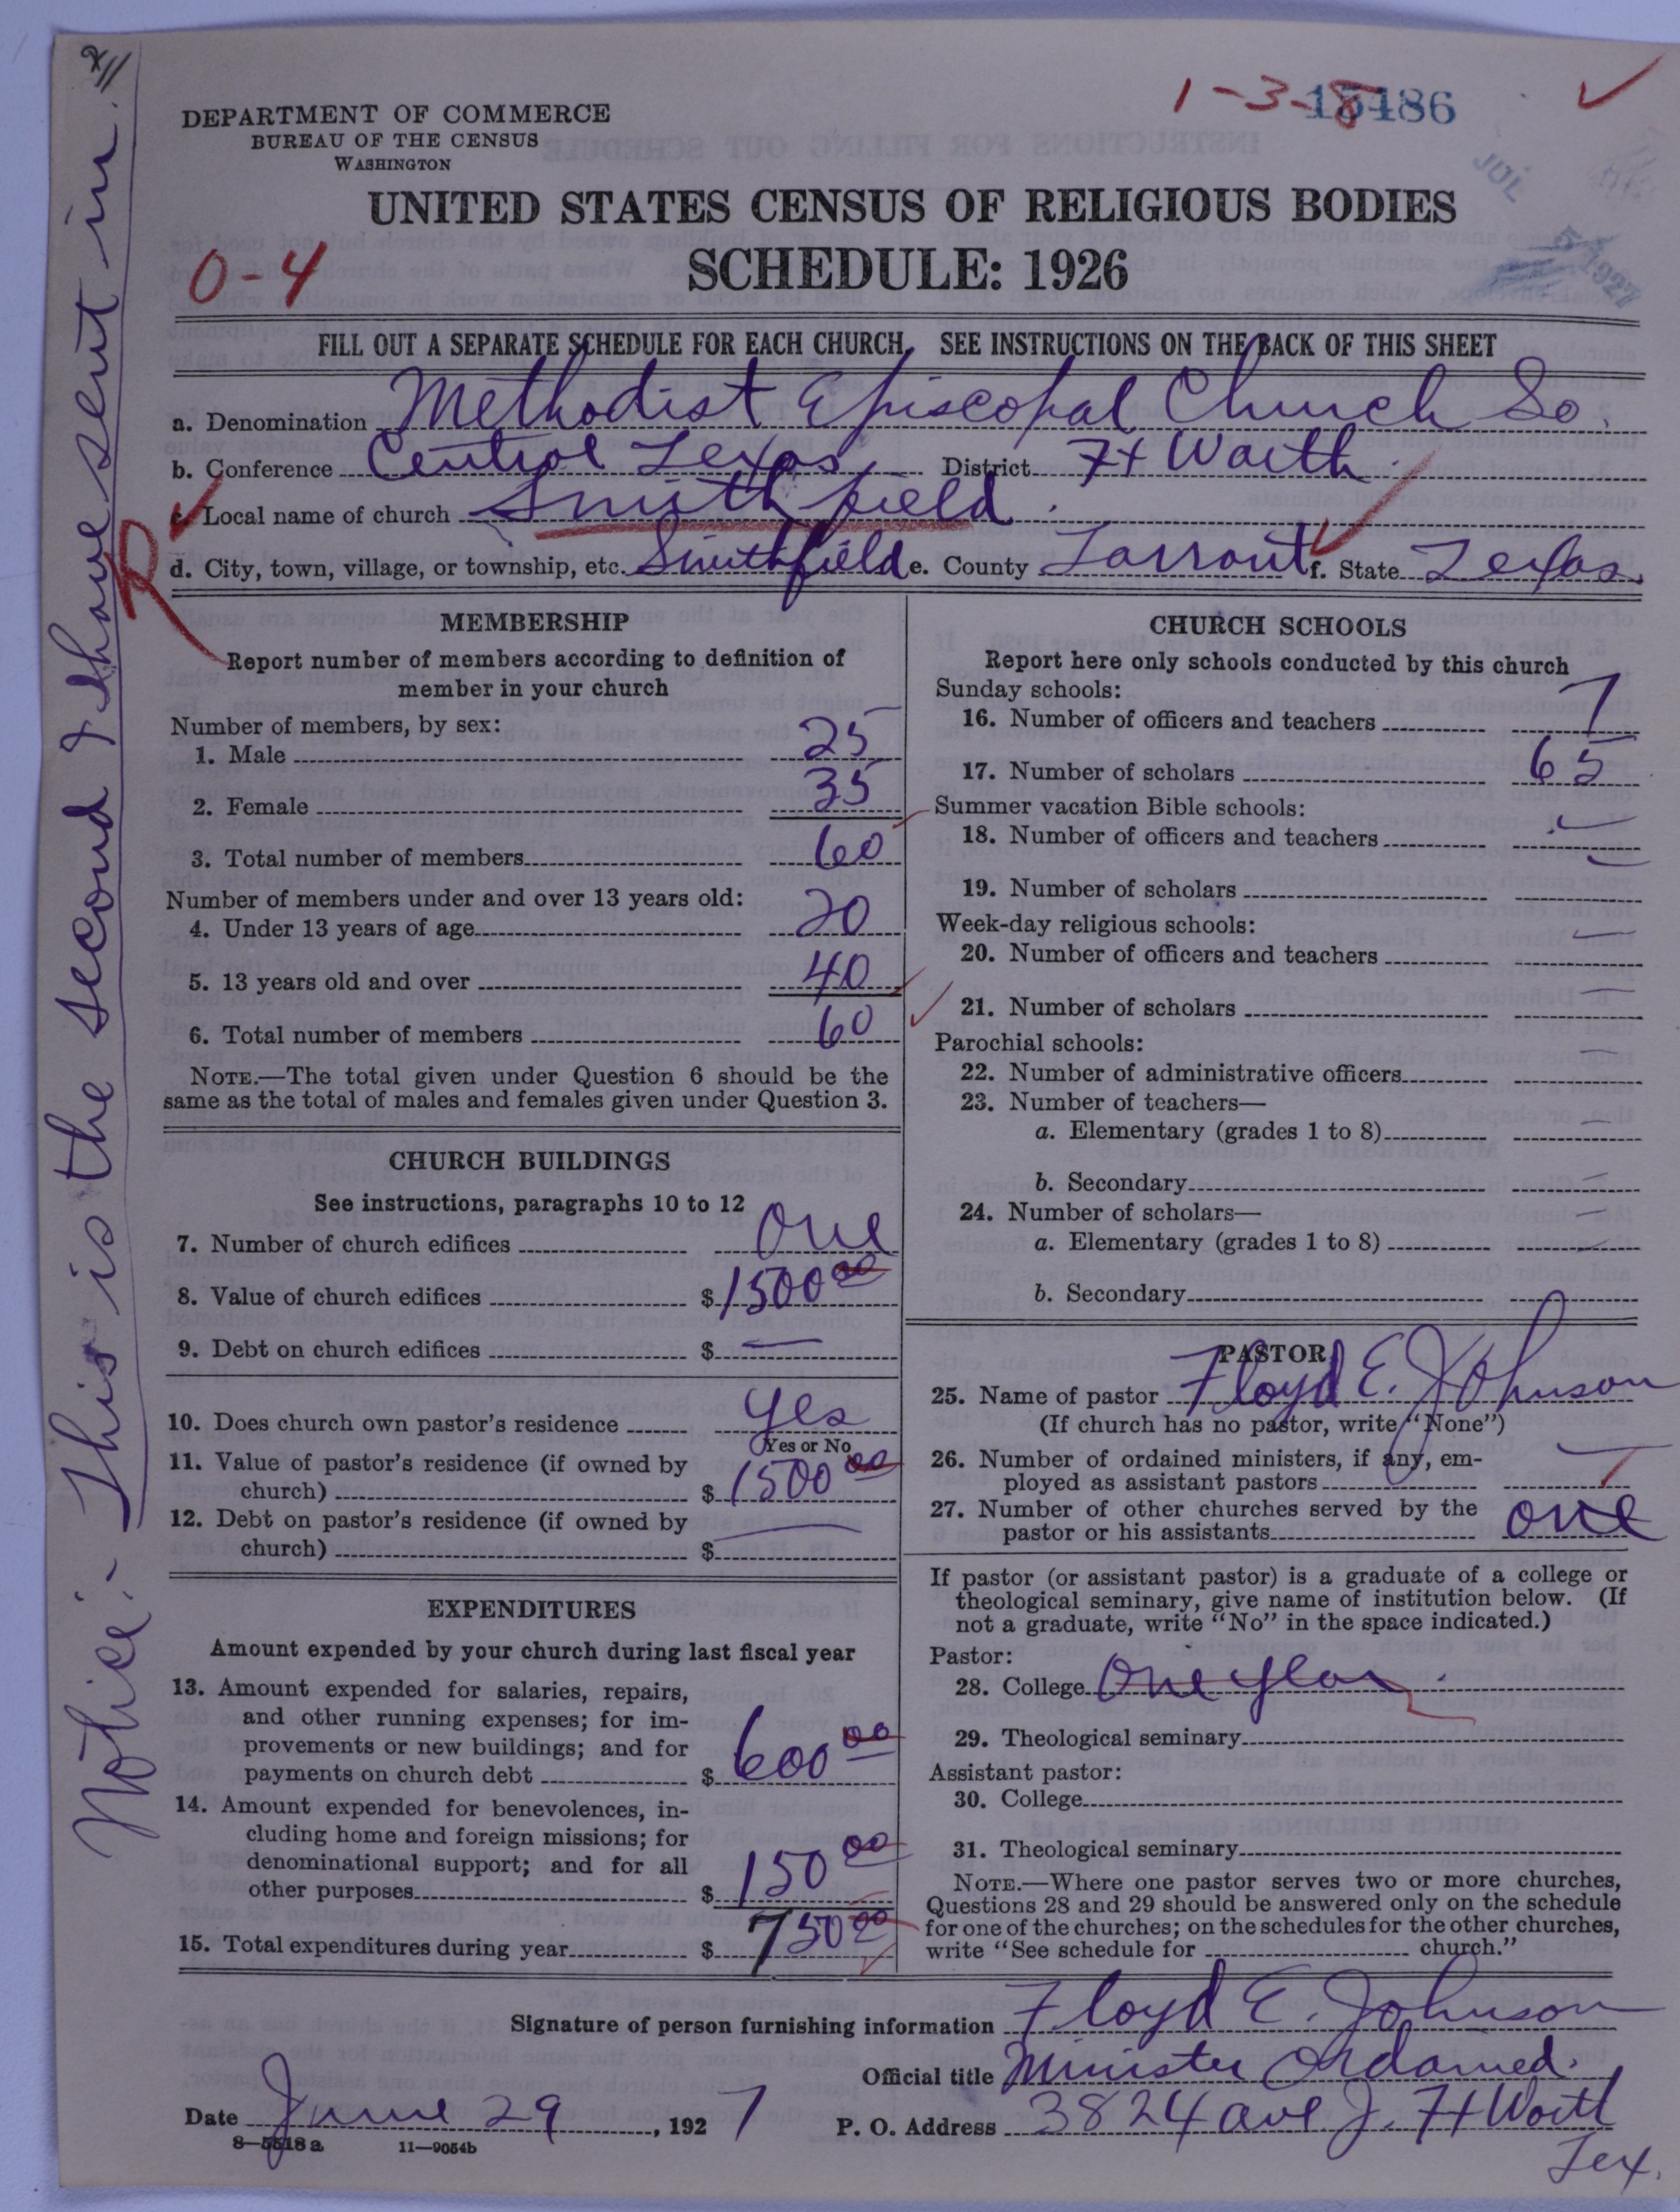 1-3-8
15486
DEPARTMENT OF COMMERCE
BUREAU OF THE CENSUS
WASHINGTON
JUL 5 1927
UNITED STATES CENSUS OF RELIGIOUS BODIES
SCHEDULE: 1926
0-4
FILL OUT A SEPARATE SCHEDULE FOR EACH CHURCH. SEE INSTRUCTIONS ON THE BACK OF THIS SHEET
a. Denomination Methodist Episcopal Church So.
b. Conference Central Texas District Ft Worth
c. Local name of church Smithfield
d. City, town, village, or township, etc. Smithfield e. County Tarrant f. State Texas
R
MEMBERSHIP
Report number of members according to definition of
member in your church
Number of members, by sex:
1. Male 25
2. Female 35
3. Total number of members 60
Number of members under and over 13 years old:
4. Under 13 years of age 20
5. 13 years old and over 40
6. Total number of members 60
NOTE.—The total given under Question 6 should be the
same as the total of males and females given under Question 3.
CHURCH BUILDINGS
See instructions, paragraphs 10 to 12
7. Number of church edifices One
8. Value of church edifices $1500 00
9. Debt on church edifices $ —
10. Does church own pastor's residence Yes
Yes or No
11. Value of pastor's residence (if owned by
church) $1500 00
12. Debt on pastor's residence (if owned by
church) $ —
EXPENDITURES
Amount expended by your church during last fiscal year
13. Amount expended for salaries, repairs,
and other running expenses; for im-
provements or new buildings; and for
payments on church debt $600 00
14. Amount expended for benevolences, in-
cluding home and foreign missions; for
denominational support; and for all
other purposes $150 00
15. Total expenditures during year $750 00
CHURCH SCHOOLS
Report here only schools conducted by this church
Sunday schools:
16. Number of officers and teachers 7
17. Number of scholars 65
Summer vacation Bible schools:
18. Number of officers and teachers —
19. Number of scholars —
Week-day religious schools:
20. Number of officers and teachers —
21. Number of scholars —
Parochial schools:
22. Number of administrative officers —
23. Number of teachers—
a. Elementary (grades 1 to 8) —
b. Secondary —
24. Number of scholars— —
a. Elementary (grades 1 to 8) —
b. Secondary
PASTOR
25. Name of pastor Floyd E. Johnson
(If church has no pastor, write "None")
26. Number of ordained ministers, if any, em-
ployed as assistant pastors —
27. Number of other churches served by the
pastor or his assistants one
If pastor (or assistant pastor) is a graduate of a college or
theological seminary, give name of institution below. (If
not a graduate, write "No" in the space indicated.)
Pastor:
28. College One year.
29. Theological seminary
Assistant pastor:
30. College
31. Theological seminary
NOTE.—Where one pastor serves two or more churches,
Questions 28 and 29 should be answered only on the schedule
for one of the churches; on the schedules for the other churches,
write "See schedule for church."
Signature of person furnishing information Floyd E. Johnson
Official title Minister Ordained.
Date June 29, 1927 P. O. Address 3824 Ave J. Ft Worth
Tex.
8-5518 a 11—9054b
Notice:- This is the second I have sent in.